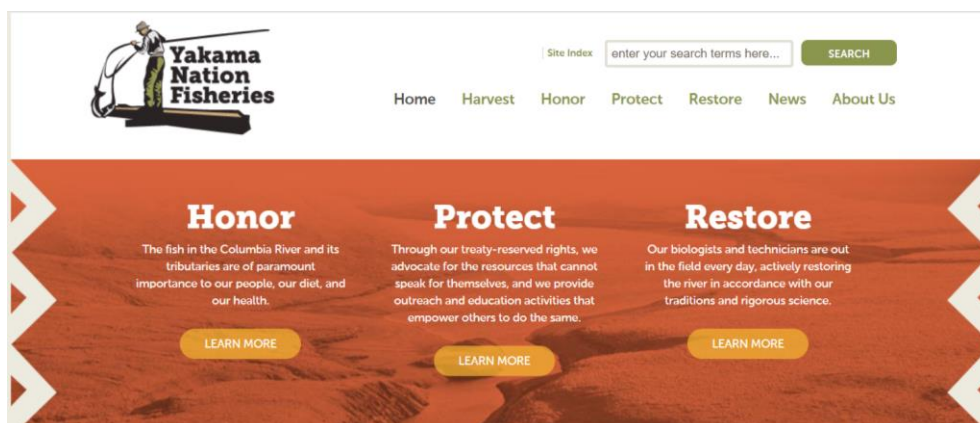 Yakama
Nation
Fisheries
Site Index
enter your search terms here...
SEARCH
Home
Harvest
Honor
Protect
Restore
News
About Us
Honor
The fish in the Columbia River and its
tributaries are of paramount
importance to our people, our diet, and
our health.
LEARN MORE
Protect
Through our treaty-reserved rights, we
advocate for the resources that cannot
speak for themselves, and we provide
outreach and education activities that
empower others to do the same.
LEARN MORE
Restore
Our biologists and technicians are out
in the field every day, actively restoring
the river in accordance with our
traditions and rigorous science.
LEARN MORE